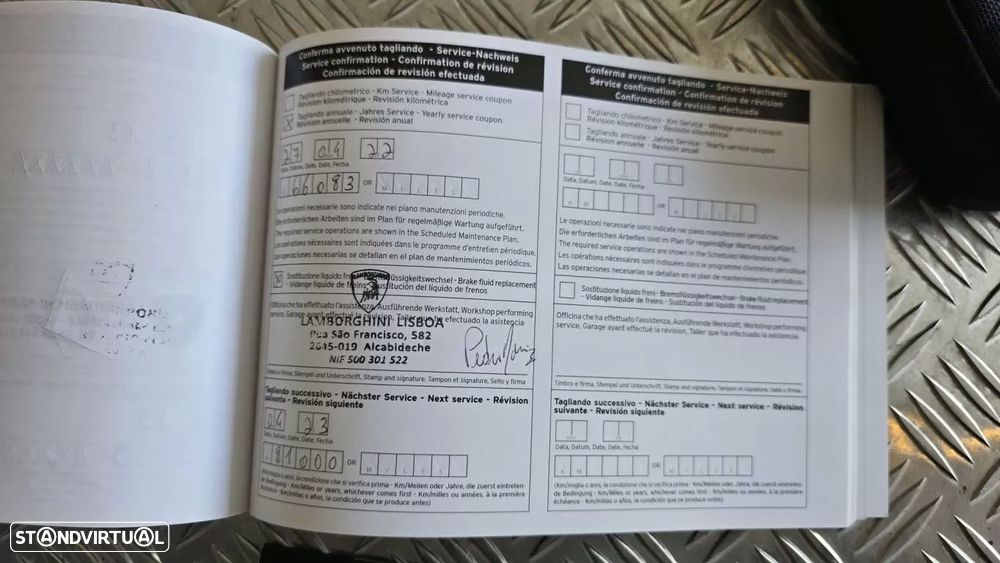 Conferma avvenuto tagliando - Service-Nachweis
Service confirmation - Confirmation de révision
Confirmación de revisión efectuada
Tagliando chilometrico - Km Service - Mileage service coupon
Révision kilométrique - Revisión kilométrica
X Tagliando annuale - Jahres Service - Yearly service coupon
Révision annuelle - Revisión anual
27 04 22
Data, Datum, Date, Date, Fecha
06083 OR MILES
Le operazioni necessarie sono indicate nel piano manutenzioni periodiche.
Die erforderlichen Arbeiten sind im Plan für regelmäßige Wartung aufgeführt.
The required service operations are shown in the Scheduled Maintenance Plan.
Les opérations nécessaires sont indiquées dans le programme d'entretien périodique.
Las operaciones necesarias se detallan en el plan de mantenimientos periódicos.
Sostituzione liquido freni - Bremsflüssigkeitswechsel - Brake fluid replacement
- Vidange liquide de freins - Sustitución del líquido de frenos
LAMBORGHINI
Officina che ha effettuato l'assistenza, Ausführende Werkstatt, Workshop performing
service, Garage ayant effectué la révision, Taller que ha efectuado la asistencia
LAMBORGHINI LISBOA
Rua São Francisco, 582
2645-019 Alcabideche
NIF 500 301 522
Timbro e firma, Stempel und Unterschrift, Stamp and signature, Tampon et signature, Sello y firma
Tagliando successivo - Nächster Service - Next service - Révision
suivante - Revisión siguiente
04 23
Data, Datum, Date, Date, Fecha
81000 OR MILES
(Km/miglia o anni, la condizione che si verifica prima - Km/Meilen oder Jahre, die zuerst eintreten-
de Bedingung - Km/Miles or years, whichever comes first - Km/milles ou années, à la première
échéance - Km/millas o años, la condición que se produce antes)
Conferma avvenuto tagliando - Service-Nachweis
Service confirmation - Confirmation de révision
Confirmación de revisión efectuada
Tagliando chilometrico - Km Service - Mileage service coupon
Révision kilométrique - Revisión kilométrica
Tagliando annuale - Jahres Service - Yearly service coupon
Révision annuelle - Revisión anual
Data, Datum, Date, Date, Fecha
KM OR MILES
Le operazioni necessarie sono indicate nel piano manutenzioni periodiche.
Die erforderlichen Arbeiten sind im Plan für regelmäßige Wartung aufgeführt.
The required service operations are shown in the Scheduled Maintenance Plan.
Les opérations nécessaires sont indiquées dans le programme d'entretien périodique.
Las operaciones necesarias se detallan en el plan de mantenimientos periódicos.
Sostituzione liquido freni - Bremsflüssigkeitswechsel - Brake fluid replacement
- Vidange liquide de freins - Sustitución del líquido de frenos
Officina che ha effettuato l'assistenza, Ausführende Werkstatt, Workshop performing
service, Garage ayant effectué la révision, Taller que ha efectuado la asistencia:
Timbro e firma, Stempel und Unterschrift, Stamp and signature, Tampon et signature, Sello y firma.
Tagliando successivo - Nächster Service - Next service - Révision
suivante - Revisión siguiente
Data, Datum, Date, Date, Fecha
KM OR MILES
(Km/miglia o anni, la condizione che si verifica prima - Km/Meilen oder Jahre, die zuerst eintreten-
de Bedingung - Km/Miles or years, whichever comes first - Km/milles ou années, à la première
échéance - Km/millas o años, la condición que se produce antes)
STANDVIRTUAL